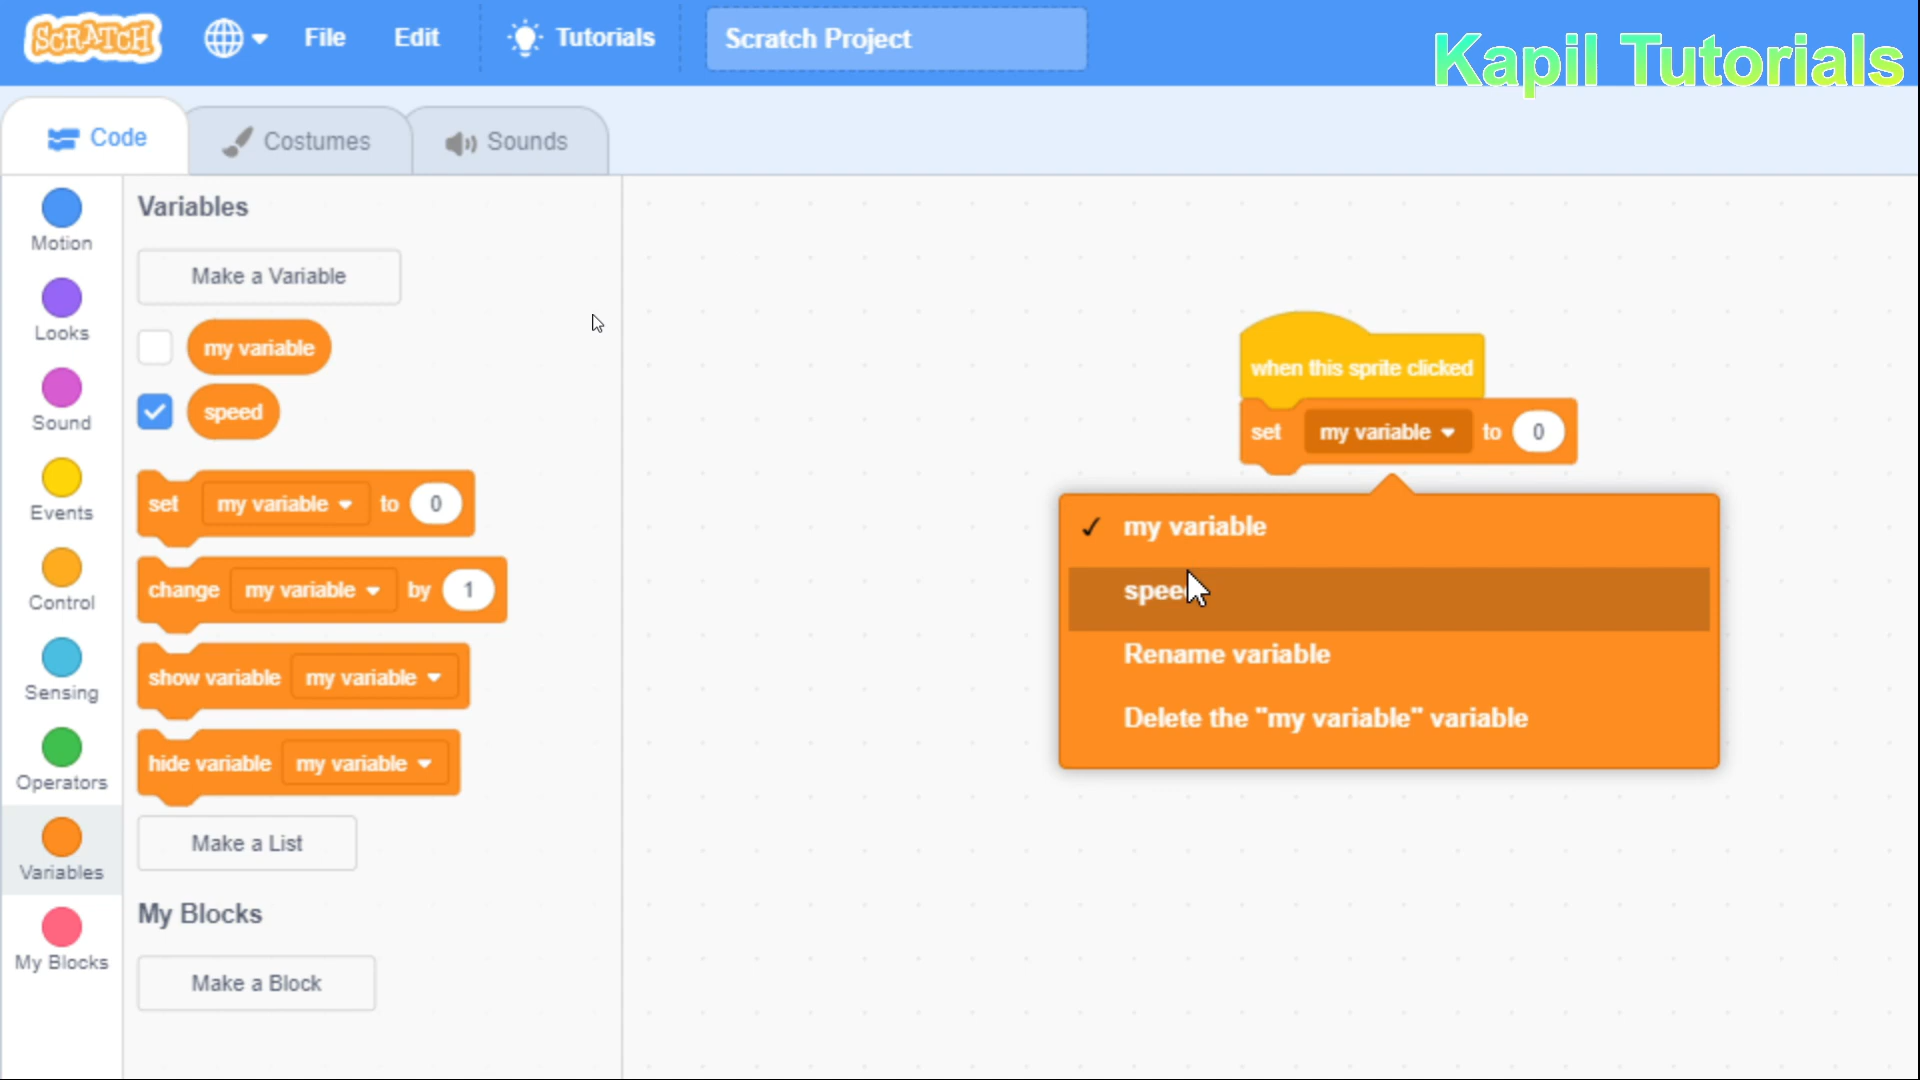 SCRATCH
File
Edit
Tutorials
Scratch Project
Kapil Tutorials
Code
Costumes
Sounds
Motion
Looks
Sound
Events
Control
Sensing
Operators
Variables
My Blocks
Variables
Make a Variable
my variable
speed
set my variable to 0
change my variable by 1
show variable my variable
hide variable my variable
Make a List
My Blocks
Make a Block
when this sprite clicked
set my variable to 0
my variable
speed
Rename variable
Delete the "my variable" variable